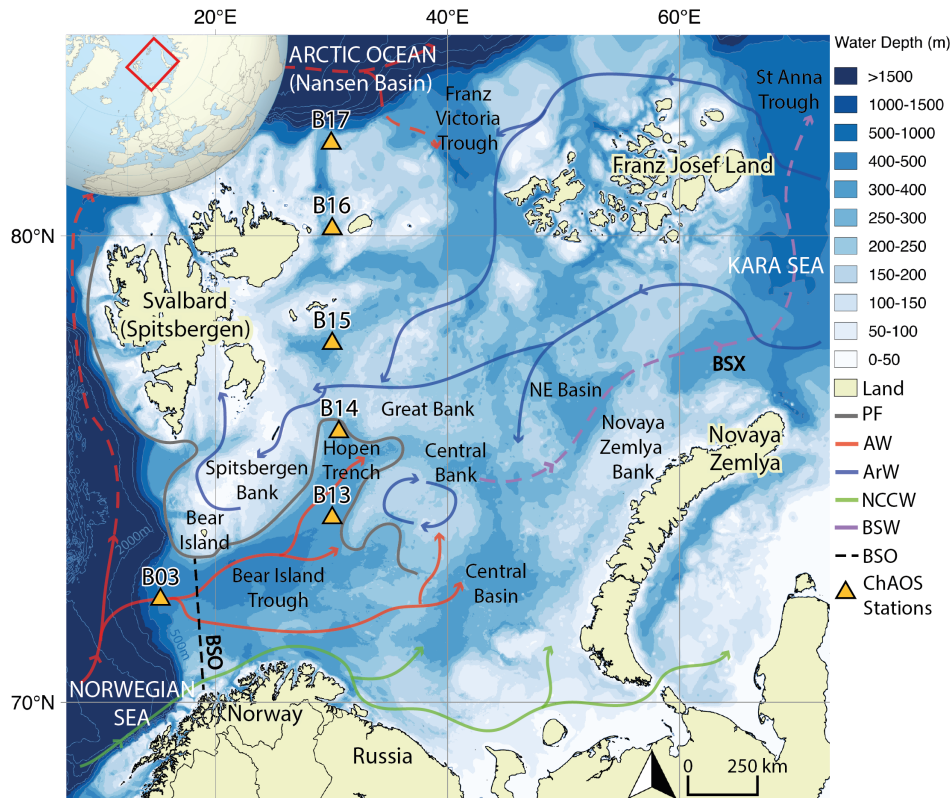 20°E
40°E
60°E
ARCTIC OCEAN
(Nansen Basin)
Franz
Victoria
Trough
St Anna
Trough
B17
Franz Josef Land
B16
80°N
KARA SEA
Svalbard
(Spitsbergen)
B15
BSX
NE Basin
B14
Great Bank
Hopen
Trench
Central
Bank
Novaya
Zemlya
Bank
Novaya
Zemlya
Spitsbergen
Bank
B13
Bear
Island
2000m
B03
Bear Island
Trough
Central
Basin
500m
BSO
NORWEGIAN
SEA
70°N
Norway
Russia
0
250 km
Water Depth (m)
>1500
1000-1500
500-1000
400-500
300-400
250-300
200-250
150-200
100-150
50-100
0-50
Land
PF
AW
ArW
NCCW
BSW
BSO
ChAOS
Stations